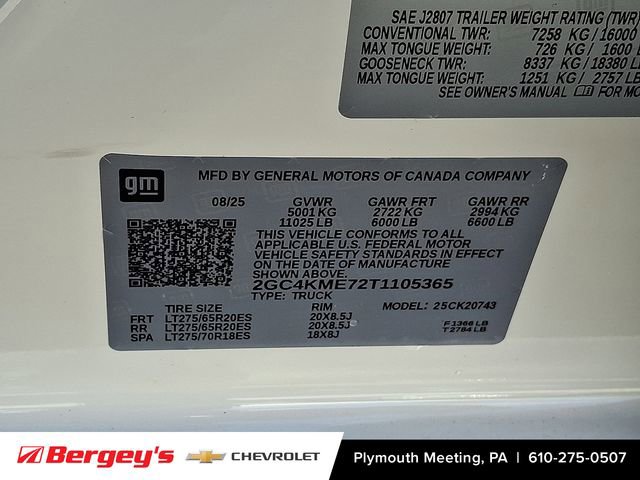 SAE J2807 TRAILER WEIGHT RATING (TWR)
CONVENTIONAL TWR: 7258 KG/16000
MAX TONGUE WEIGHT: 726 KG/ 1600 LB
GOOSENECK TWR: 8337 KG/18380 LB
MAX TONGUE WEIGHT: 1251 KG/ 2757 LB
SEE OWNER'S MANUAL FOR MO
gm
MFD BY GENERAL MOTORS OF CANADA COMPANY
08/25 GVWR GAWR FRT GAWR RR
5001 KG 2722 KG 2994 KG
11025 LB 6000 LB 6600 LB
THIS VEHICLE CONFORMS TO ALL
APPLICABLE U.S. FEDERAL MOTOR
VEHICLE SAFETY STANDARDS IN EFFECT
ON THE DATE OF MANUFACTURE
SHOWN ABOVE.
2GC4KME72T1105365
TYPE: TRUCK
MODEL: 25CK20743
TIRE SIZE RIM
FRT LT275/65R20ES 20X8.5J
RR LT275/65R20ES 20X8.5J
SPA LT275/70R18ES 18X8J
F1366 LB
T2784 LB
Bergey's CHEVROLET Plymouth Meeting, PA | 610-275-0507